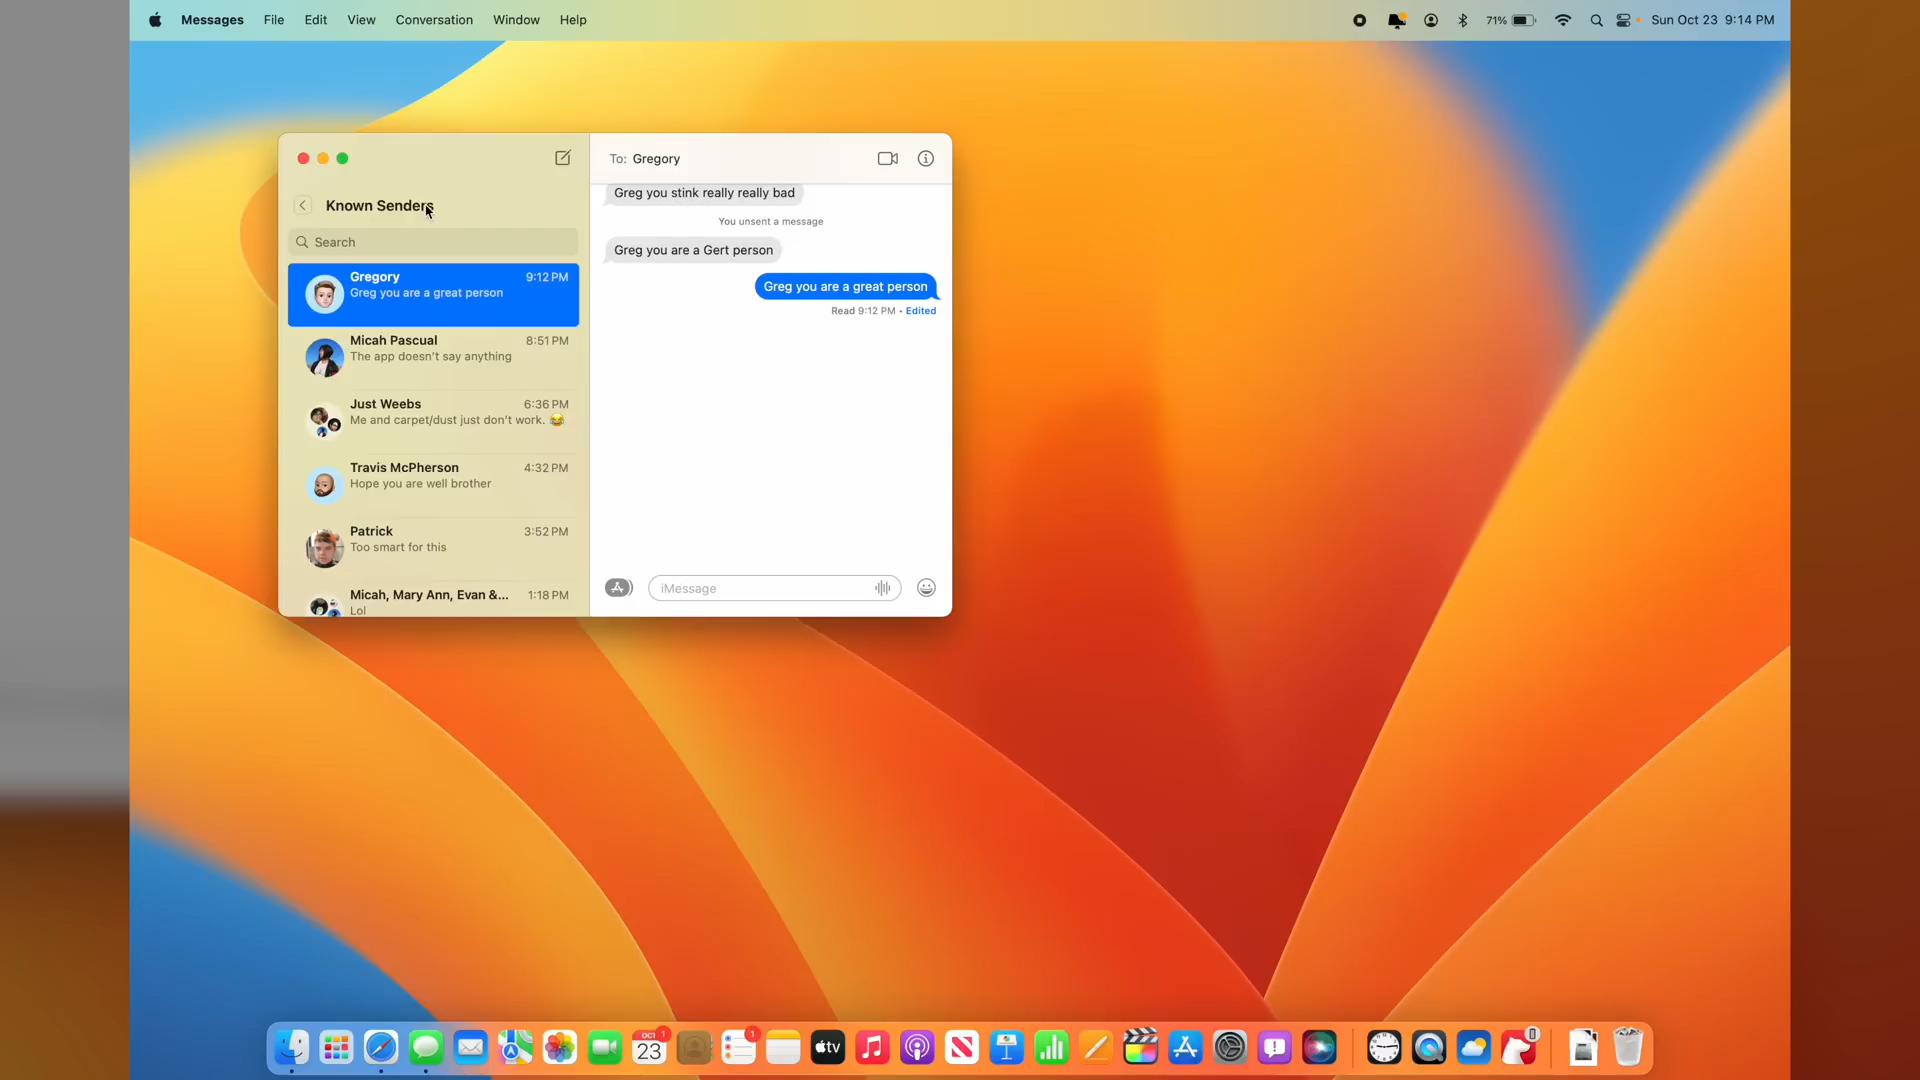 Messages File Edit View Conversation Window Help 71% Sun Oct 23 9:14 PM
To: Gregory
Known Senders
Search
Gregory 9:12 PM
Greg you are a great person
Micah Pascual 8:51 PM
The app doesn't say anything
Just Weebs 6:36 PM
Me and carpet/dust just don't work. 😂
Travis McPherson 4:32 PM
Hope you are well brother
Patrick 3:52 PM
Too smart for this
Micah, Mary Ann, Evan &... 1:18 PM
Lol
Greg you stink really really bad
You unsent a message
Greg you are a Gert person
Greg you are a great person
Read 9:12 PM • Edited
iMessage
OCT 1
23
1
tv